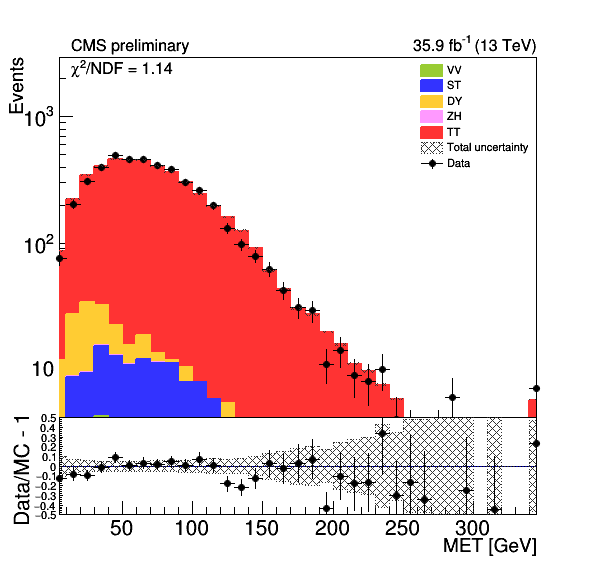 CMS preliminary 35.9 fb⁻¹ (13 TeV)
χ²/NDF = 1.14
Events
VV
ST
DY
ZH
TT
Total uncertainty
Data
10³
10²
10
Data/MC - 1
0.5
0.4
0.3
0.2
0.1
0
-0.1
-0.2
-0.3
-0.4
-0.5
50 100 150 200 250 300
MET [GeV]